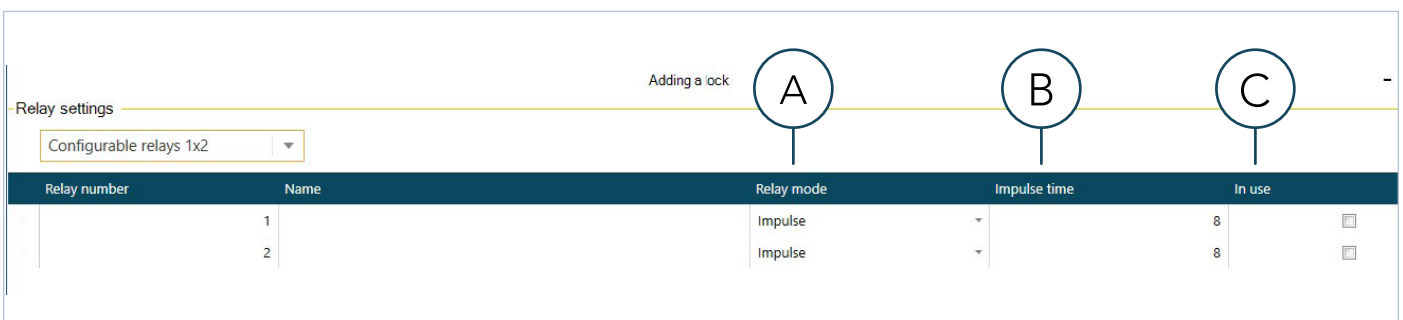 Adding a lock
A B C
Relay settings
Configurable relays 1x2
Relay number Name Relay mode Impulse time In use
1 Impulse 8
2 Impulse 8